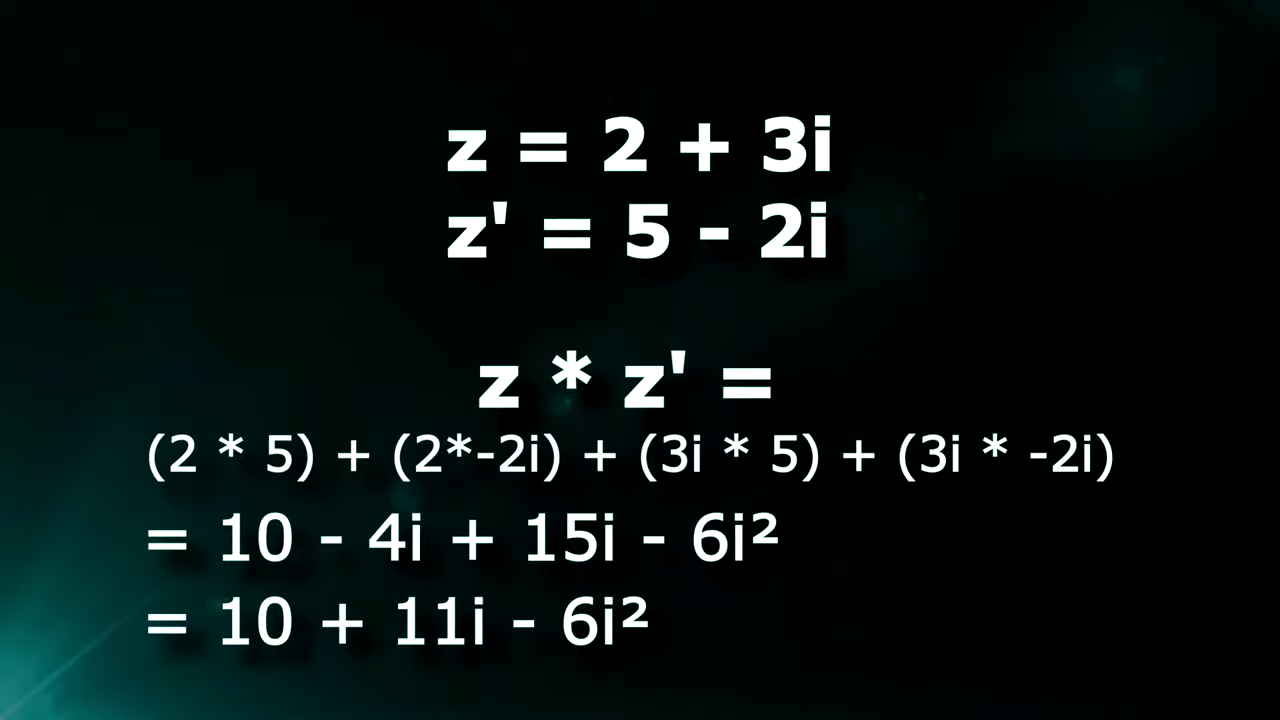 z = 2 + 3i
z' = 5 - 2i
z * z' =
(2 * 5) + (2*-2i) + (3i * 5) + (3i * -2i)
= 10 - 4i + 15i - 6i²
= 10 + 11i - 6i²